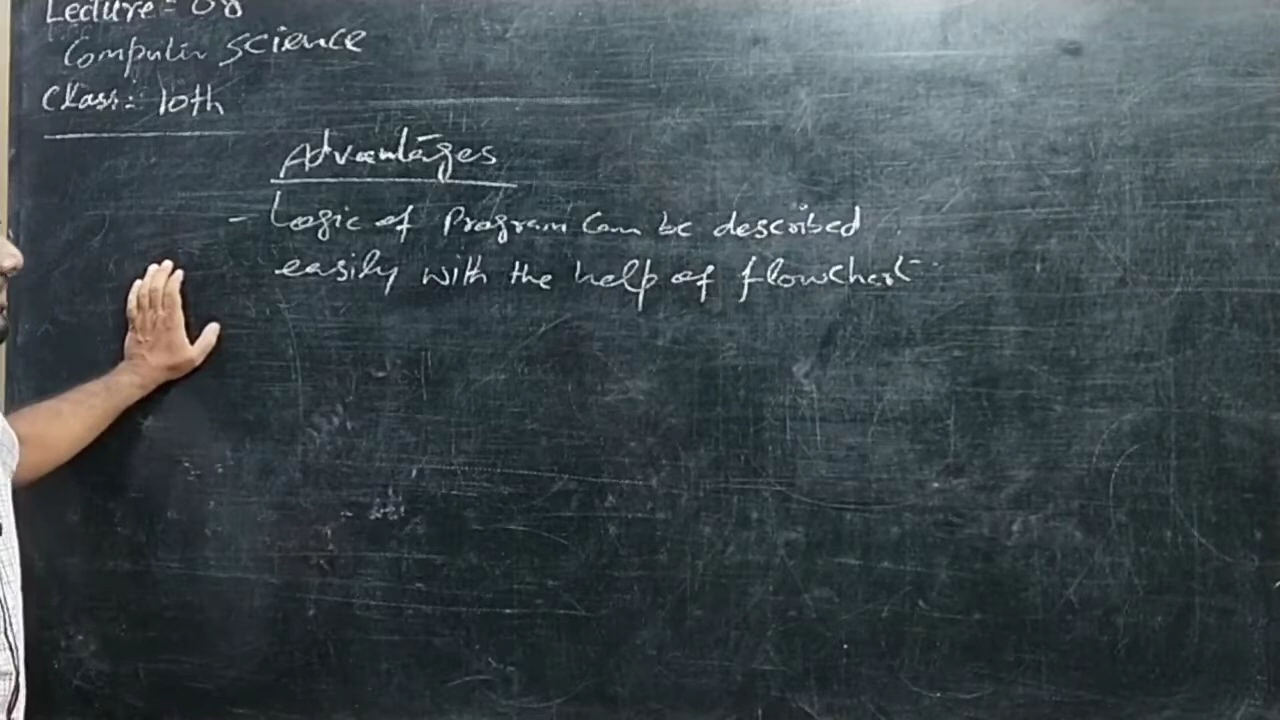 Lecture - 08
Computer Science
Class: 10th
Advantages
- Logic of Program Can be described
easily with the help of flowchart